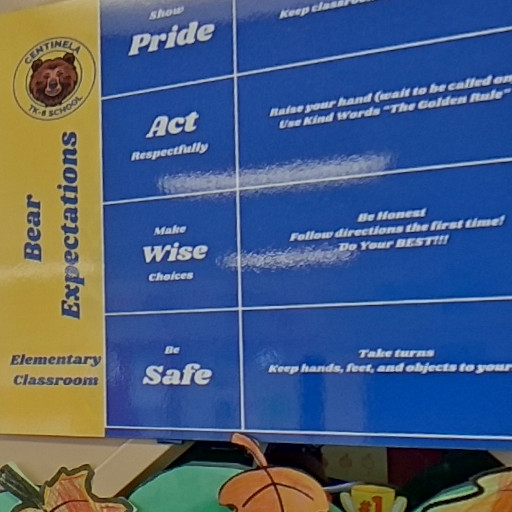 CENTINELA
TK-8 SCHOOL
Bear
Expectations
Elementary
Classroom
Show
Pride
Keep
Act
Respectfully
Raise your hand (wait to be called on
Use Kind Words "The Golden Rule"
Make
Wise
Choices
Be Honest
Follow directions the first time!
Do Your BEST!!!
Be
Safe
Take turns
Keep hands, feet, and objects to your
#1